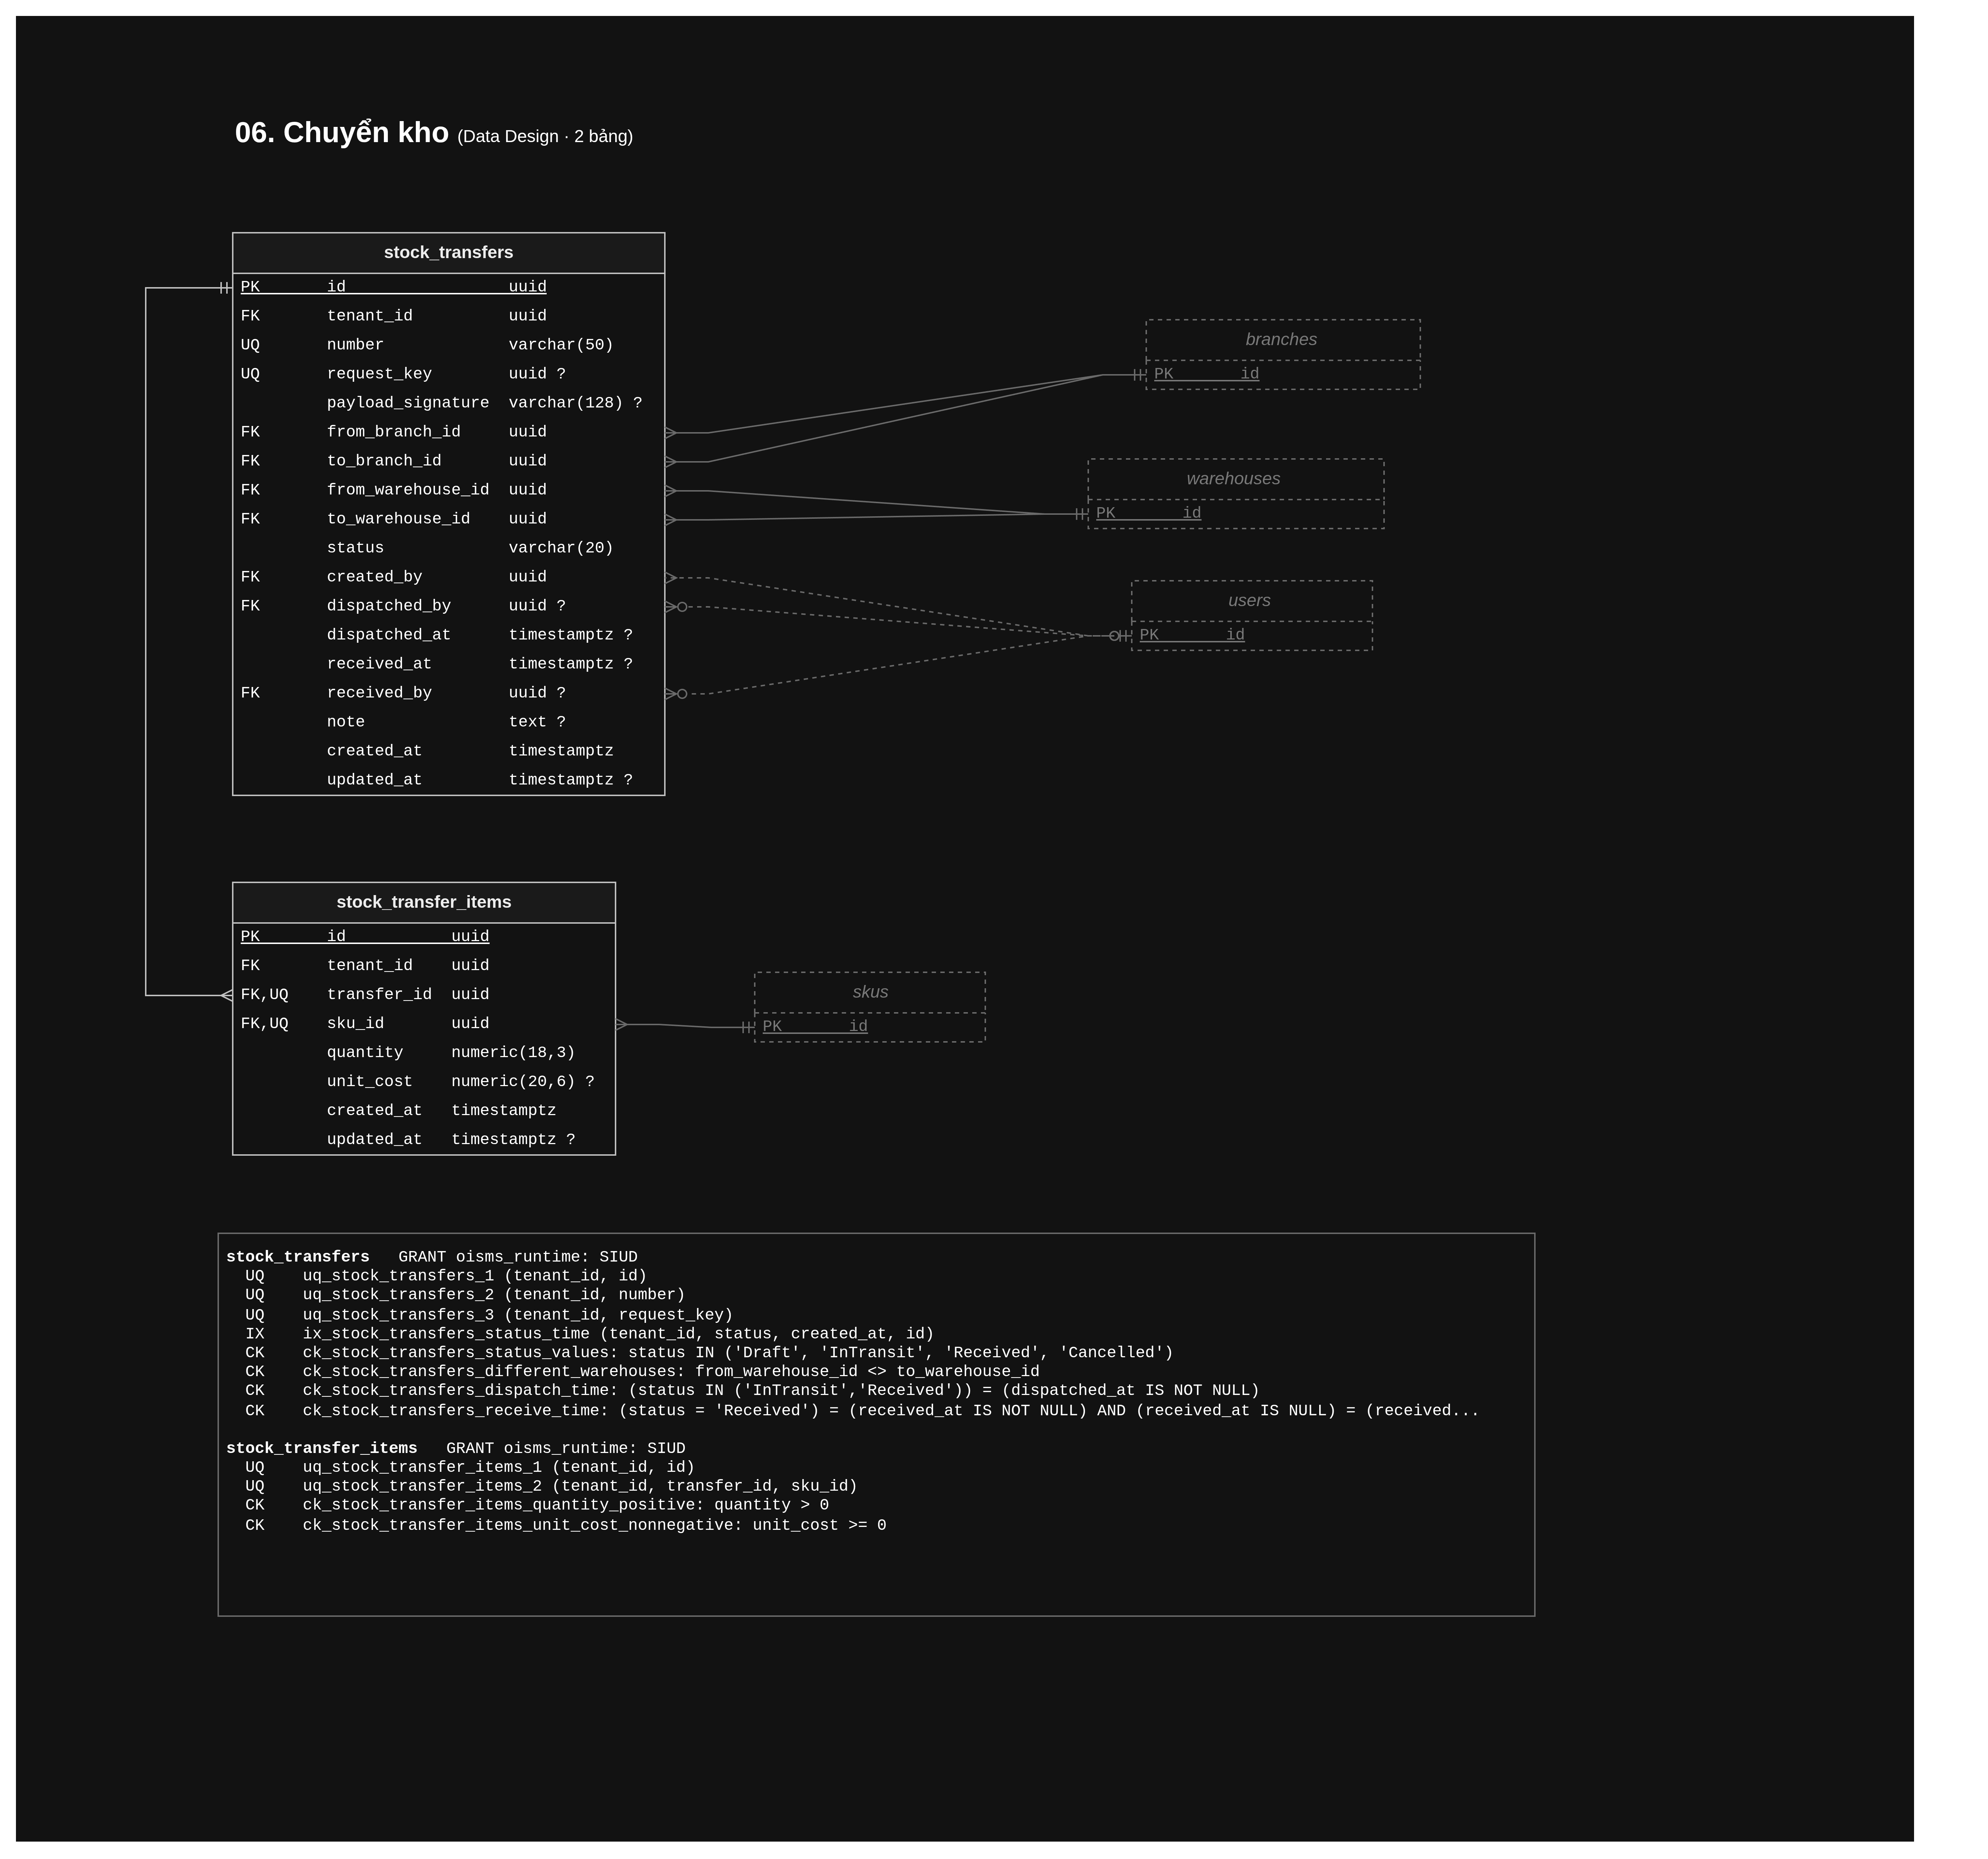 06. Chuyển kho (Data Design · 2 bảng)
stock_transfers
PK id uuid
FK tenant_id uuid
UQ number varchar(50)
UQ request_key uuid ?
payload_signature varchar(128) ?
FK from_branch_id uuid
FK to_branch_id uuid
FK from_warehouse_id uuid
FK to_warehouse_id uuid
status varchar(20)
FK created_by uuid
FK dispatched_by uuid ?
dispatched_at timestamptz ?
received_at timestamptz ?
FK received_by uuid ?
note text ?
created_at timestamptz
updated_at timestamptz ?
branches
PK id
warehouses
PK id
users
PK id
stock_transfer_items
PK id uuid
FK tenant_id uuid
FK,UQ transfer_id uuid
FK,UQ sku_id uuid
quantity numeric(18,3)
unit_cost numeric(20,6) ?
created_at timestamptz
updated_at timestamptz ?
skus
PK id
stock_transfers GRANT oisms_runtime: SIUD
UQ uq_stock_transfers_1 (tenant_id, id)
UQ uq_stock_transfers_2 (tenant_id, number)
UQ uq_stock_transfers_3 (tenant_id, request_key)
IX ix_stock_transfers_status_time (tenant_id, status, created_at, id)
CK ck_stock_transfers_status_values: status IN ('Draft', 'InTransit', 'Received', 'Cancelled')
CK ck_stock_transfers_different_warehouses: from_warehouse_id <> to_warehouse_id
CK ck_stock_transfers_dispatch_time: (status IN ('InTransit','Received')) = (dispatched_at IS NOT NULL)
CK ck_stock_transfers_receive_time: (status = 'Received') = (received_at IS NOT NULL) AND (received_at IS NULL) = (received...
stock_transfer_items GRANT oisms_runtime: SIUD
UQ uq_stock_transfer_items_1 (tenant_id, id)
UQ uq_stock_transfer_items_2 (tenant_id, transfer_id, sku_id)
CK ck_stock_transfer_items_quantity_positive: quantity > 0
CK ck_stock_transfer_items_unit_cost_nonnegative: unit_cost >= 0